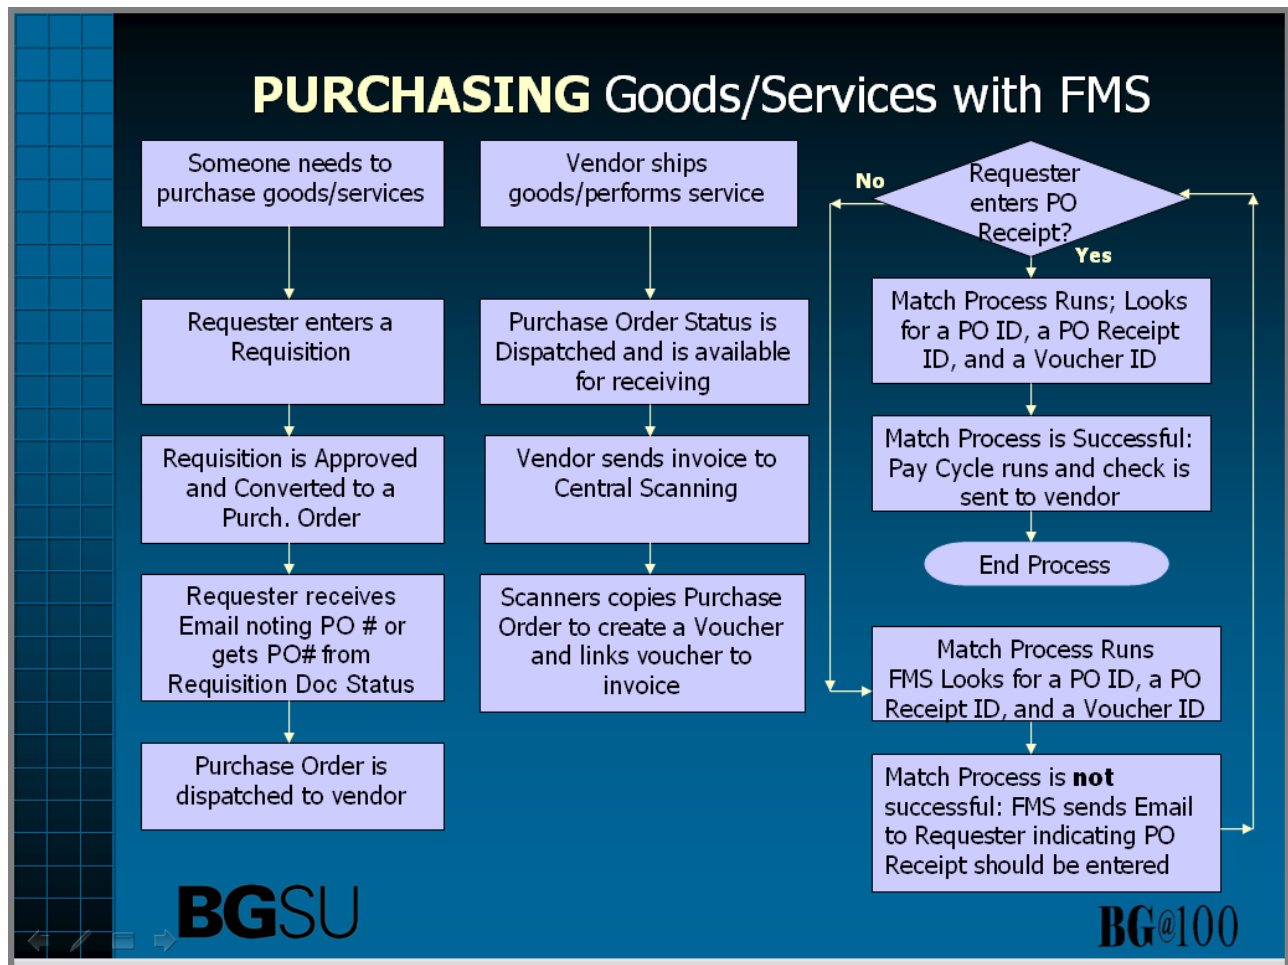 PURCHASING Goods/Services with FMS
Someone needs to
purchase goods/services
Requester enters a
Requisition
Requisition is Approved
and Converted to a
Purch. Order
Requester receives
Email noting PO # or
gets PO# from
Requisition Doc Status
Purchase Order is
dispatched to vendor
Vendor ships
goods/performs service
Purchase Order Status is
Dispatched and is available
for receiving
Vendor sends invoice to
Central Scanning
Scanners copies Purchase
Order to create a Voucher
and links voucher to
invoice
Requester
enters PO
Receipt?
No
Yes
Match Process Runs; Looks
for a PO ID, a PO Receipt
ID, and a Voucher ID
Match Process is Successful:
Pay Cycle runs and check is
sent to vendor
End Process
Match Process Runs
FMS Looks for a PO ID, a PO
Receipt ID, and a Voucher ID
Match Process is not
successful: FMS sends Email
to Requester indicating PO
Receipt should be entered
BGSU
BG@100